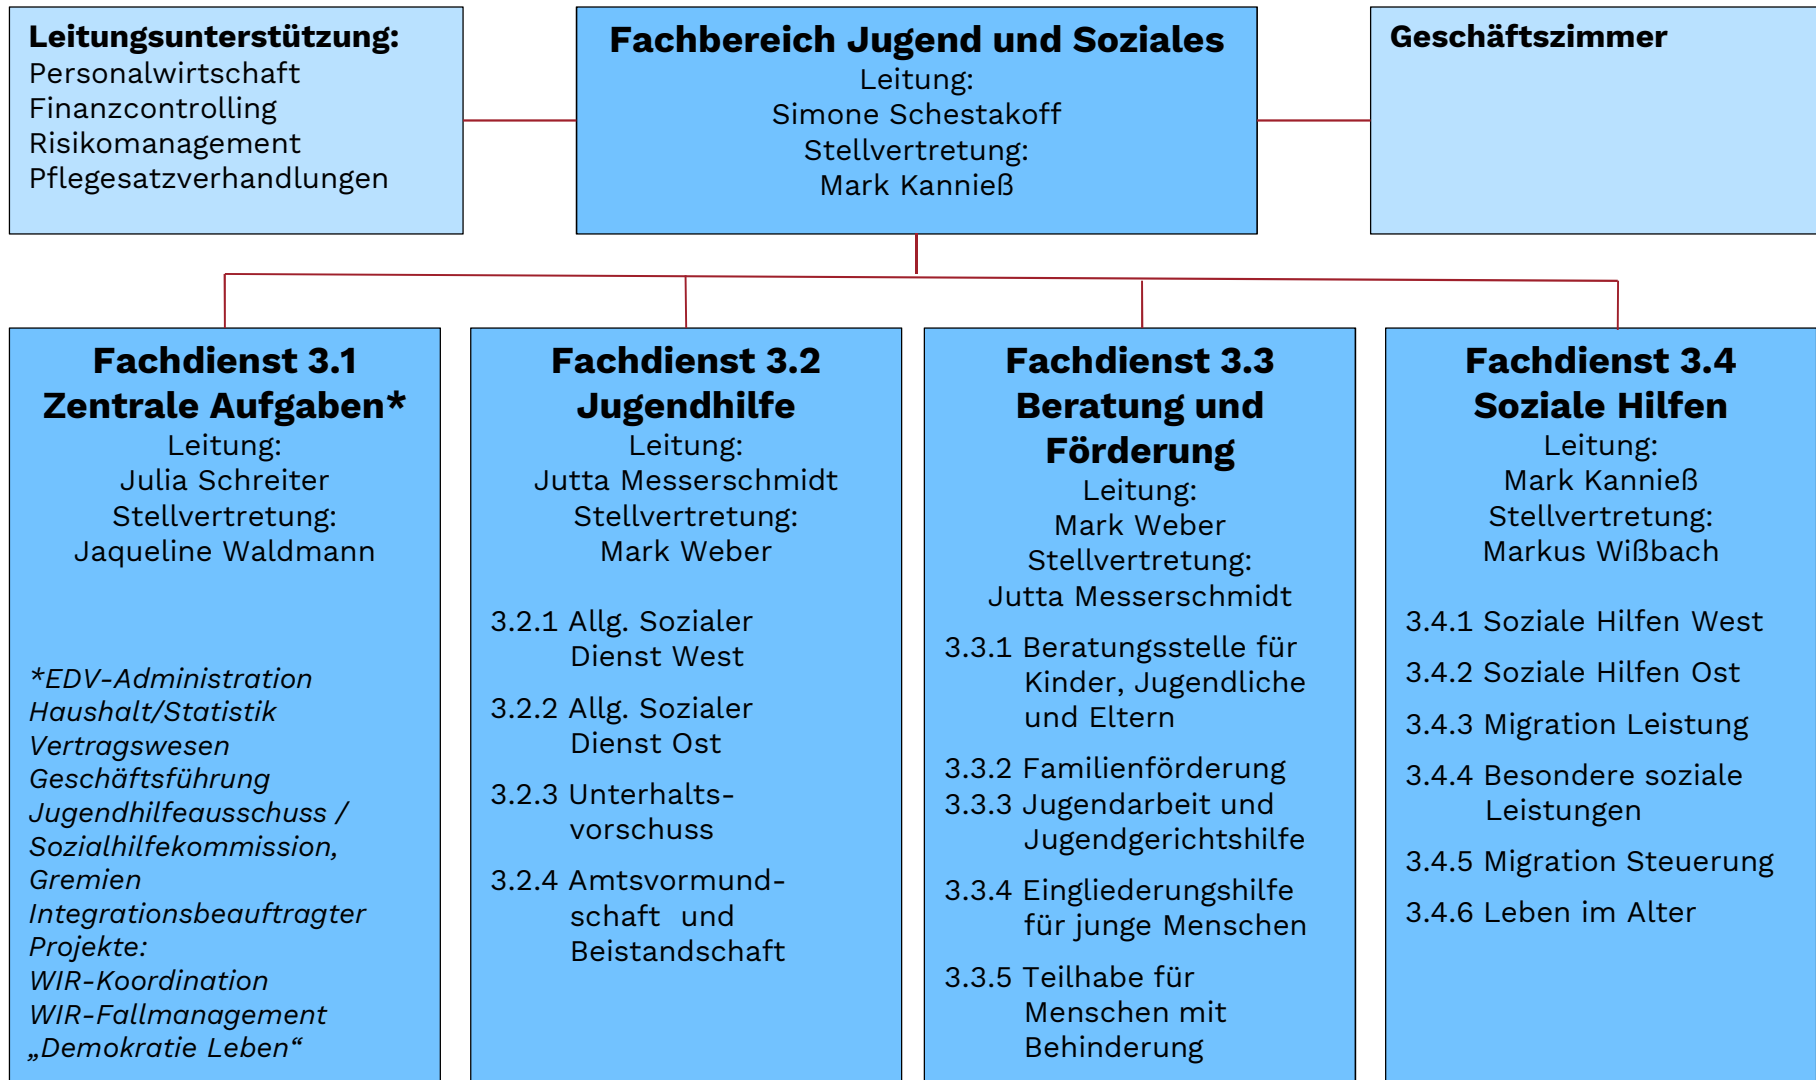 Leitungsunterstützung:
Personalwirtschaft
Finanzcontrolling
Risikomanagement
Pflegesatzverhandlungen
Fachbereich Jugend und Soziales
Leitung:
Simone Schestakoff
Stellvertretung:
Mark Kannieß
Geschäftszimmer
Fachdienst 3.1
Zentrale Aufgaben*
Leitung:
Julia Schreiter
Stellvertretung:
Jaqueline Waldmann
*EDV-Administration
Haushalt/Statistik
Vertragswesen
Geschäftsführung
Jugendhilfeausschuss /
Sozialhilfekommission,
Gremien
Integrationsbeauftragter
Projekte:
WIR-Koordination
WIR-Fallmanagement
„Demokratie Leben“
Fachdienst 3.2
Jugendhilfe
Leitung:
Jutta Messerschmidt
Stellvertretung:
Mark Weber
3.2.1 Allg. Sozialer
Dienst West
3.2.2 Allg. Sozialer
Dienst Ost
3.2.3 Unterhalts-
vorschuss
3.2.4 Amtsvormund-
schaft und
Beistandschaft
Fachdienst 3.3
Beratung und
Förderung
Leitung:
Mark Weber
Stellvertretung:
Jutta Messerschmidt
3.3.1 Beratungsstelle für
Kinder, Jugendliche
und Eltern
3.3.2 Familienförderung
3.3.3 Jugendarbeit und
Jugendgerichtshilfe
3.3.4 Eingliederungshilfe
für junge Menschen
3.3.5 Teilhabe für
Menschen mit
Behinderung
Fachdienst 3.4
Soziale Hilfen
Leitung:
Mark Kannieß
Stellvertretung:
Markus Wißbach
3.4.1 Soziale Hilfen West
3.4.2 Soziale Hilfen Ost
3.4.3 Migration Leistung
3.4.4 Besondere soziale
Leistungen
3.4.5 Migration Steuerung
3.4.6 Leben im Alter